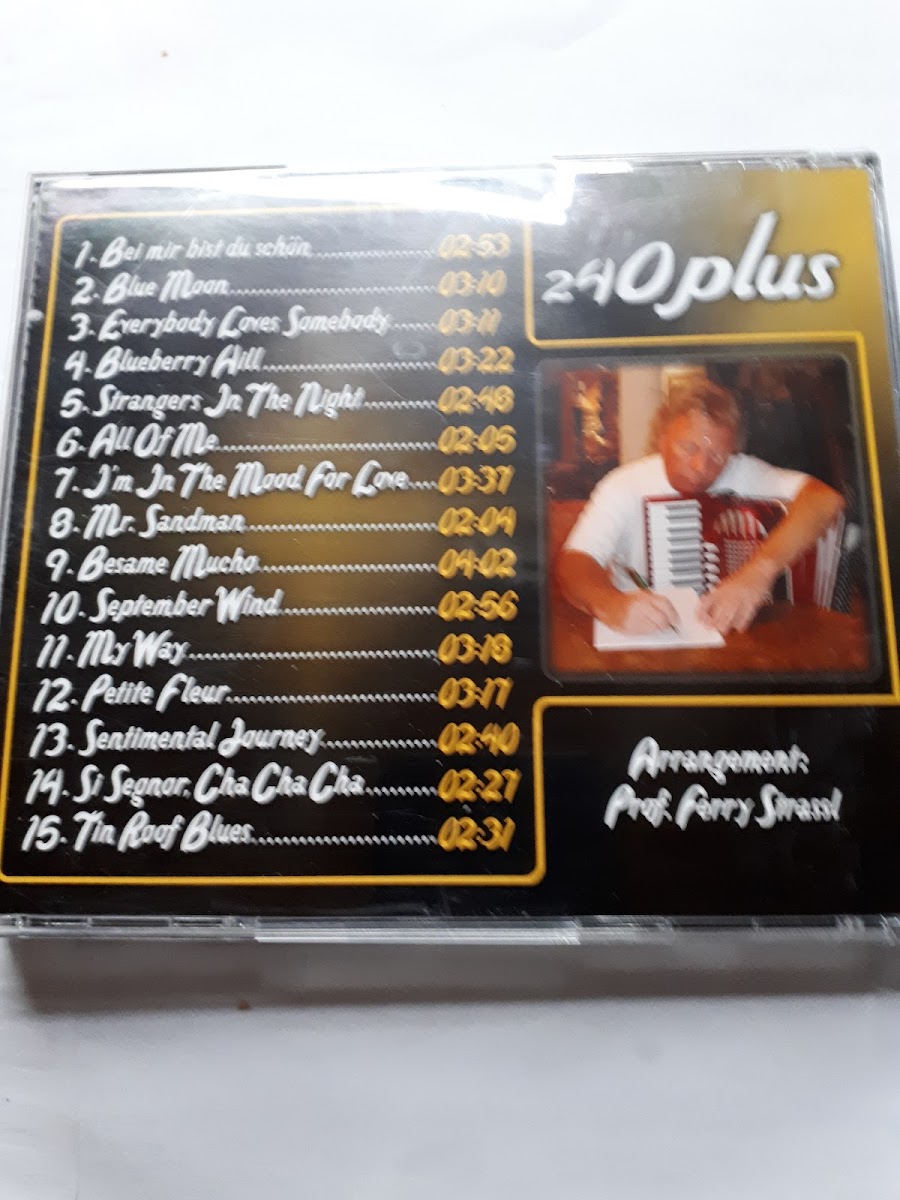 1. Bei mir bist du schön 02:53
2. Blue Moon 03:10
3. Everybody Loves Somebody 03:11
4. Blueberry Hill 03:22
5. Strangers In The Night 02:48
6. All Of Me 02:05
7. I'm In The Mood For Love 03:37
8. Mr. Sandman 02:04
9. Besame Mucho 04:02
10. September Wind 02:56
11. My Way 03:18
12. Petite Fleur 03:17
13. Sentimental Journey 02:40
14. Si Segnor, Cha Cha Cha 02:27
15. Tin Roof Blues 02:31
240plus
Arrangement:
Prof. Ferry Strassl